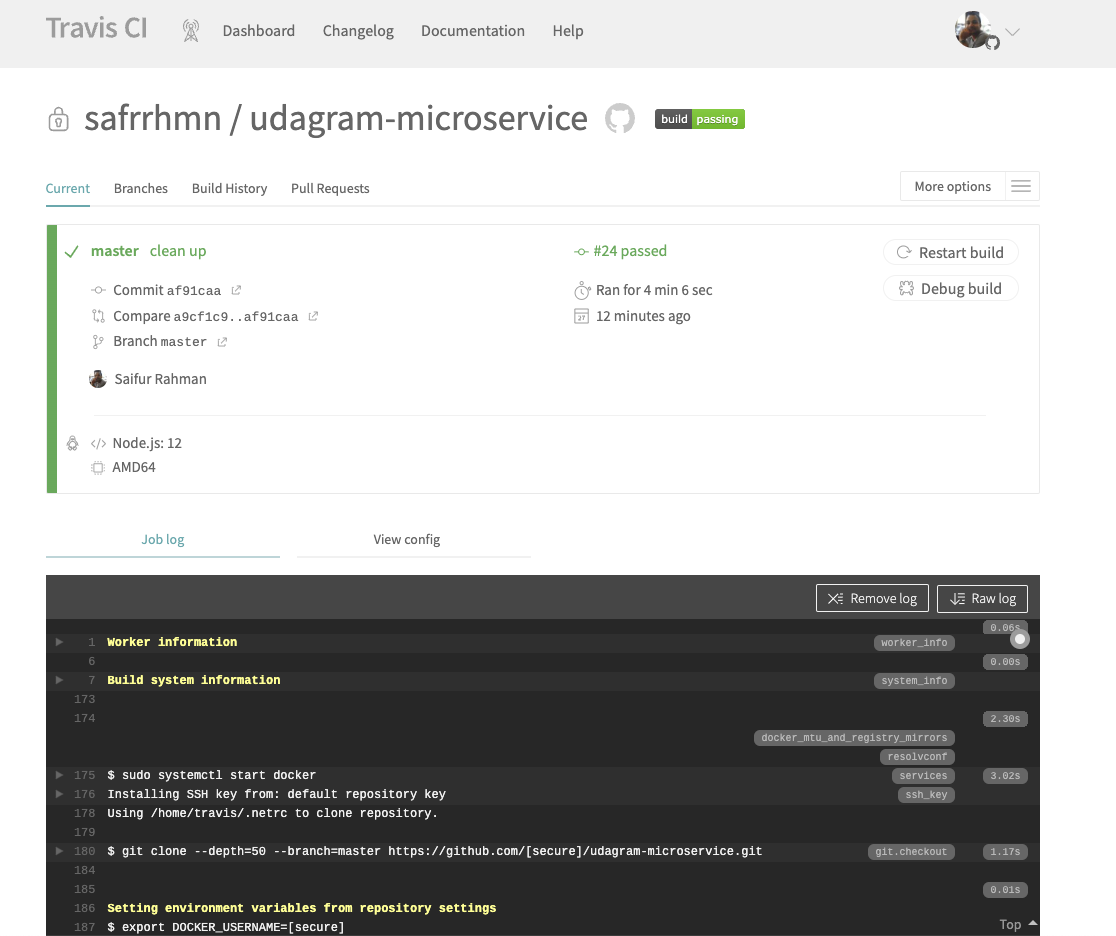 Travis CI Dashboard Changelog Documentation Help
safrrhmn / udagram-microservice build passing
Current Branches Build History Pull Requests More options
master clean up #24 passed Restart build
Debug build
Commit af91caa Ran for 4 min 6 sec
Compare a9cf1c9..af91caa 27 12 minutes ago
Branch master
Saifur Rahman
</> Node.js: 12
AMD64
Job log View config
Remove log Raw log
0.06s
1 Worker information worker_info
6 0.00s
7 Build system information system_info
173
174 2.30s
docker_mtu_and_registry_mirrors
resolvconf
175 $ sudo systemctl start docker services 3.02s
176 Installing SSH key from: default repository key ssh_key
178 Using /home/travis/.netrc to clone repository.
179
180 $ git clone --depth=50 --branch=master https://github.com/[secure]/udagram-microservice.git git.checkout 1.17s
184
185 0.01s
186 Setting environment variables from repository settings
187 $ export DOCKER_USERNAME=[secure] Top